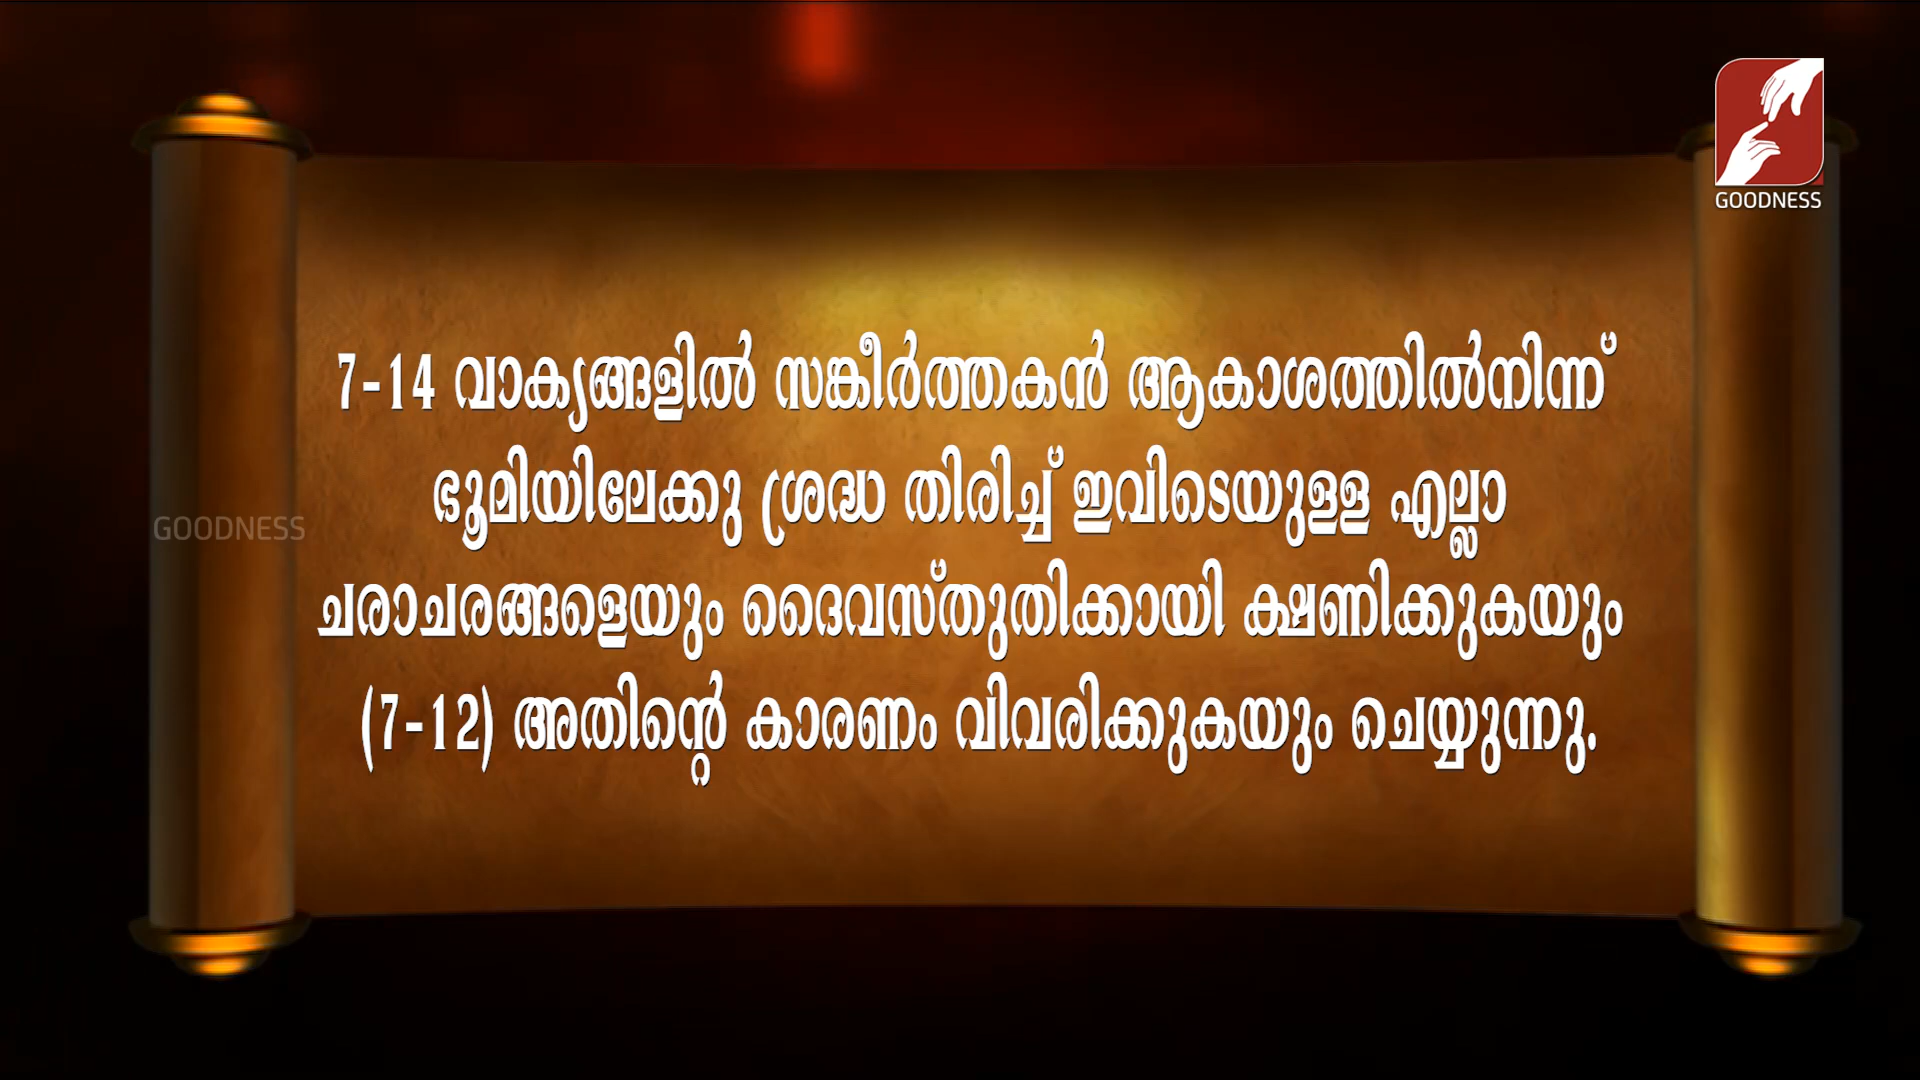 GOODNESS
7-14 വാക്യങ്ങളിൽ സങ്കീർത്തകൻ ആകാശത്തിൽനിന്ന്
ഭൂമിയിലേക്കു ശ്രദ്ധ തിരിച്ച് ഇവിടെയുള്ള എല്ലാ
GOODNESS
ചരാചരങ്ങളെയും ദൈവസ്തുതിക്കായി ക്ഷണിക്കുകയും
(7-12) അതിന്റെ കാരണം വിവരിക്കുകയും ചെയ്യുന്നു.